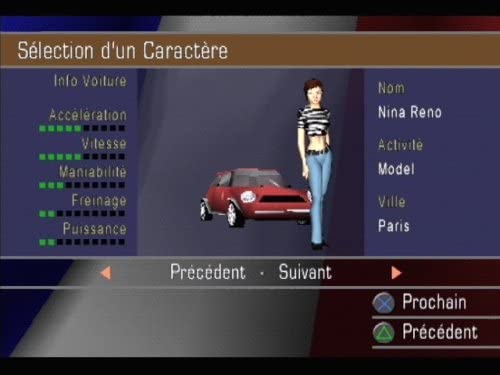 Sélection d'un Caractère
Info Voiture
Accélération
Vitesse
Maniabilité
Freinage
Puissance
Nom
Nina Reno
Activité
Model
Ville
Paris
Précédent - Suivant
Prochain
Précédent